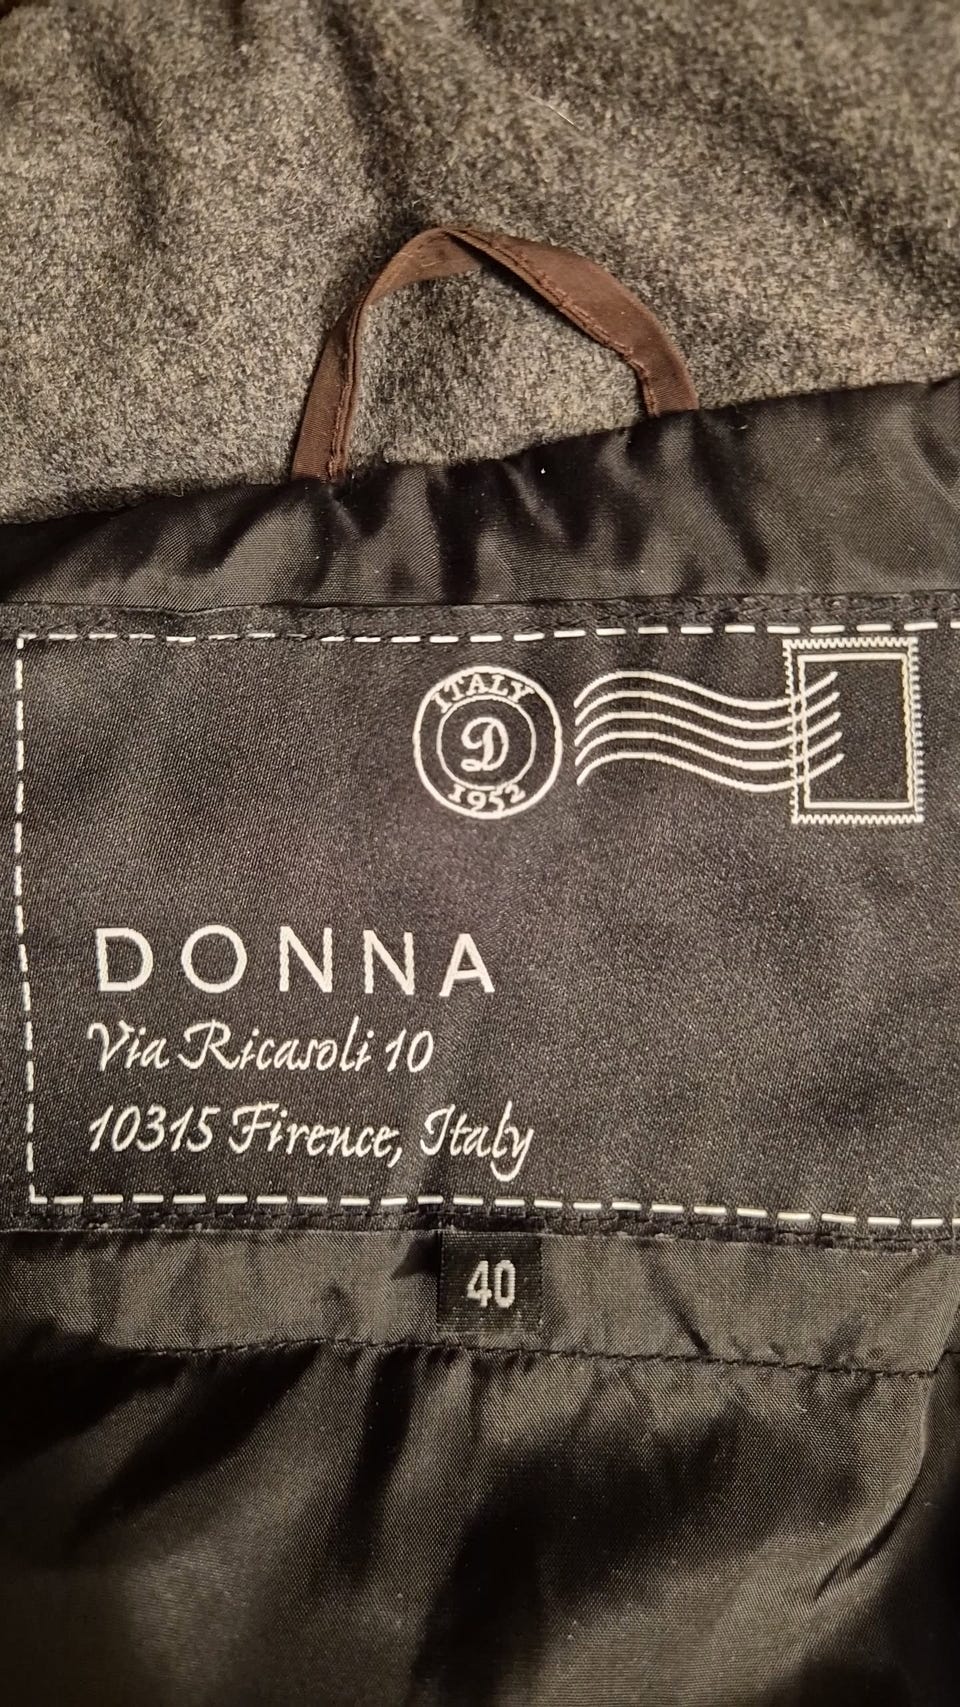 ITALY
D
1952
DONNA
Via Ricasoli 10
10315 Firence, Italy
40